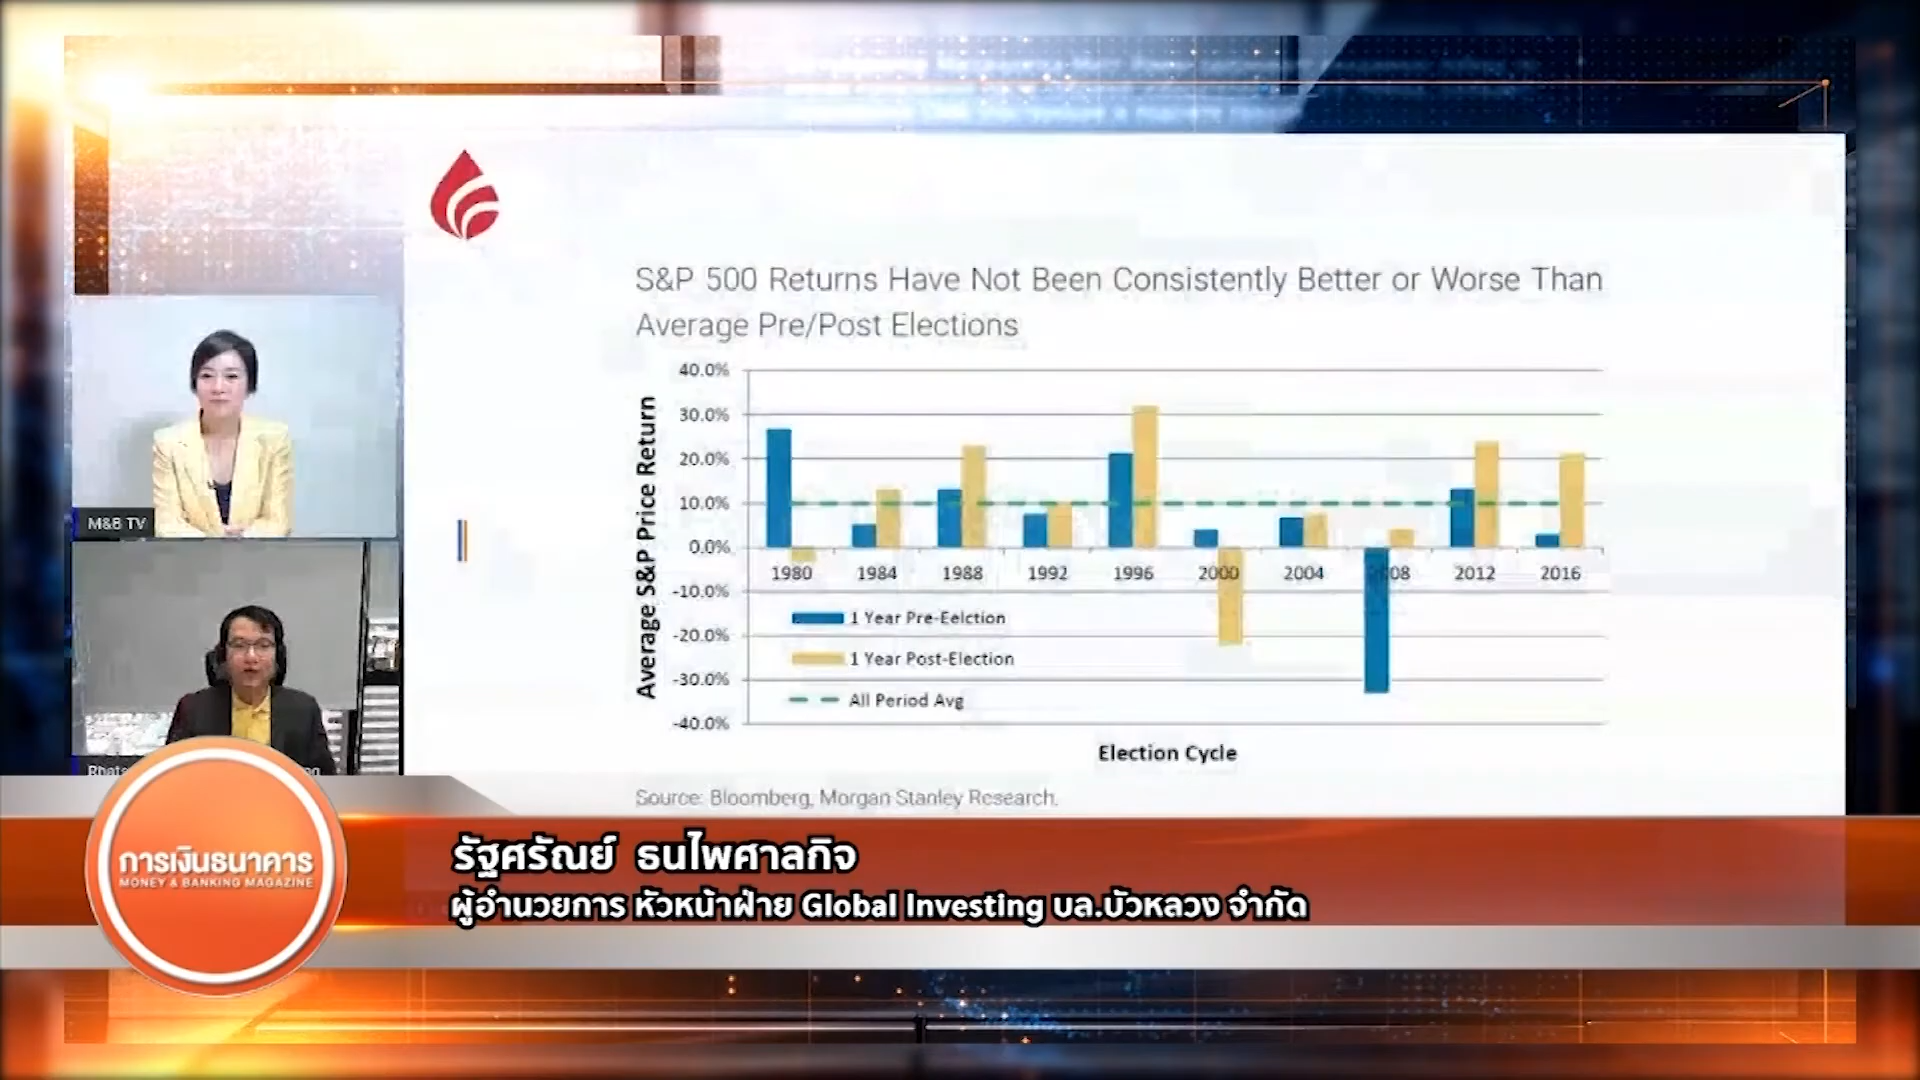 S&P 500 Returns Have Not Been Consistently Better or Worse Than
Average Pre/Post Elections
Average S&P Price Return
40.0%
30.0%
20.0%
10.0%
0.0%
-10.0%
-20.0%
-30.0%
-40.0%
1980 1984 1988 1992 1996 2000 2004 2008 2012 2016
1 Year Pre-Eelction
1 Year Post-Election
All Period Avg
Election Cycle
Source: Bloomberg, Morgan Stanley Research.
M&B TV
การเงินธนาคาร
MONEY & BANKING MAGAZINE
รัฐศรัณย์ ธนไพศาลกิจ
ผู้อำนวยการ หัวหน้าฝ่าย Global Investing บล.บัวหลวง จำกัด